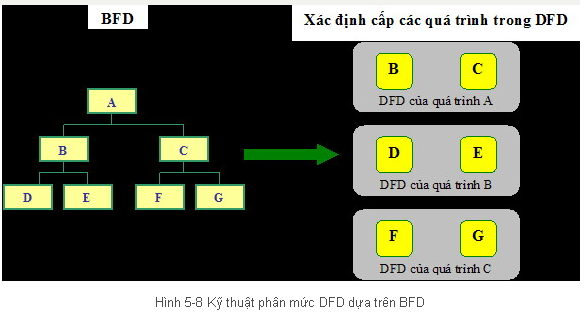 BFD
Xác định cấp các quá trình trong DFD
A
B
C
D
E
F
G
B
C
DFD của quá trình A
D
E
DFD của quá trình B
F
G
DFD của quá trình C
Hình 5-8 Kỹ thuật phân mức DFD dựa trên BFD